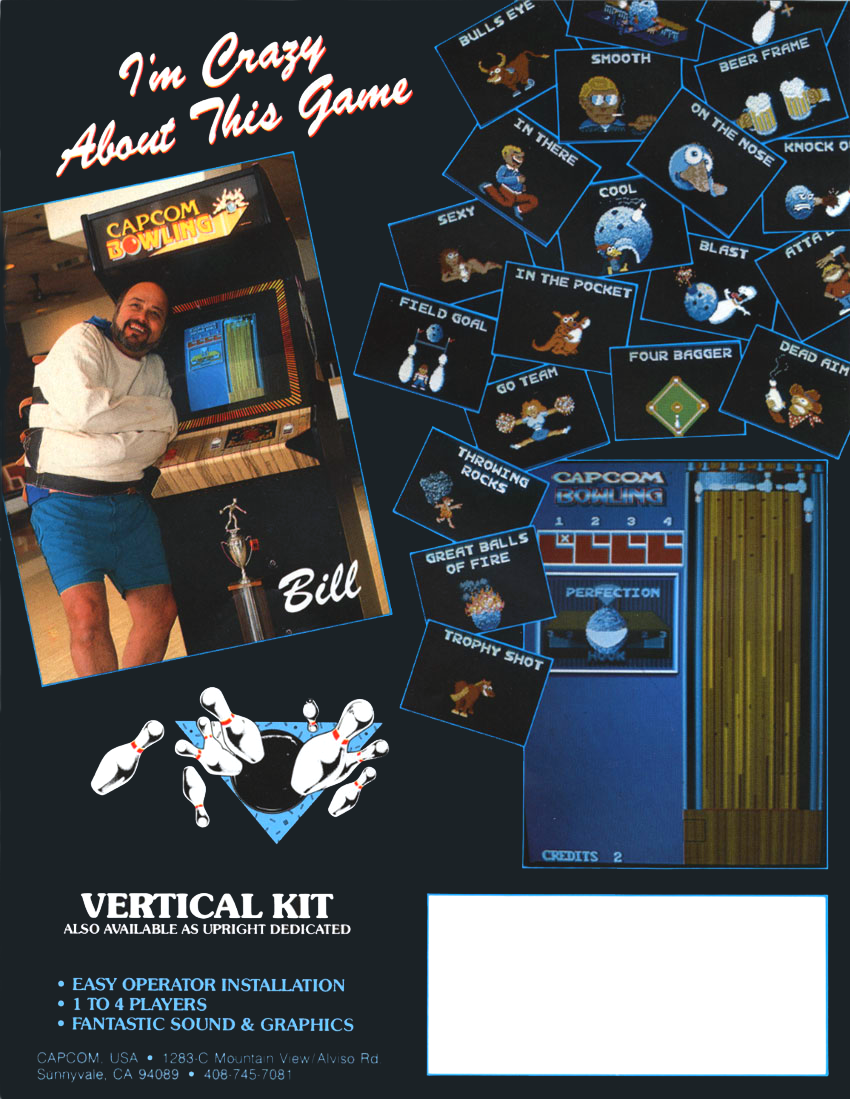 I'm Crazy
About This Game
CAPCOM
BOWLING
Bill
BULLS EYE
SMOOTH
BEER FRAME
IN THERE
ON THE NOSE
KNOCK
COOL
SEXY
BLAST
ATTA
IN THE POCKET
FIELD GOAL
FOUR BAGGER
DEAD AIM
GO TEAM
THROWING
ROCKS
GREAT BALLS
OF FIRE
TROPHY SHOT
CAPCOM
BOWLING
1 2 3 4
X
PERFECTION
HOOK
CREDITS 2
VERTICAL KIT
ALSO AVAILABLE AS UPRIGHT DEDICATED
• EASY OPERATOR INSTALLATION
• 1 TO 4 PLAYERS
• FANTASTIC SOUND & GRAPHICS
CAPCOM, USA • 1283-C Mountain View/Alviso Rd.
Sunnyvale, CA 94089 • 408-745-7081